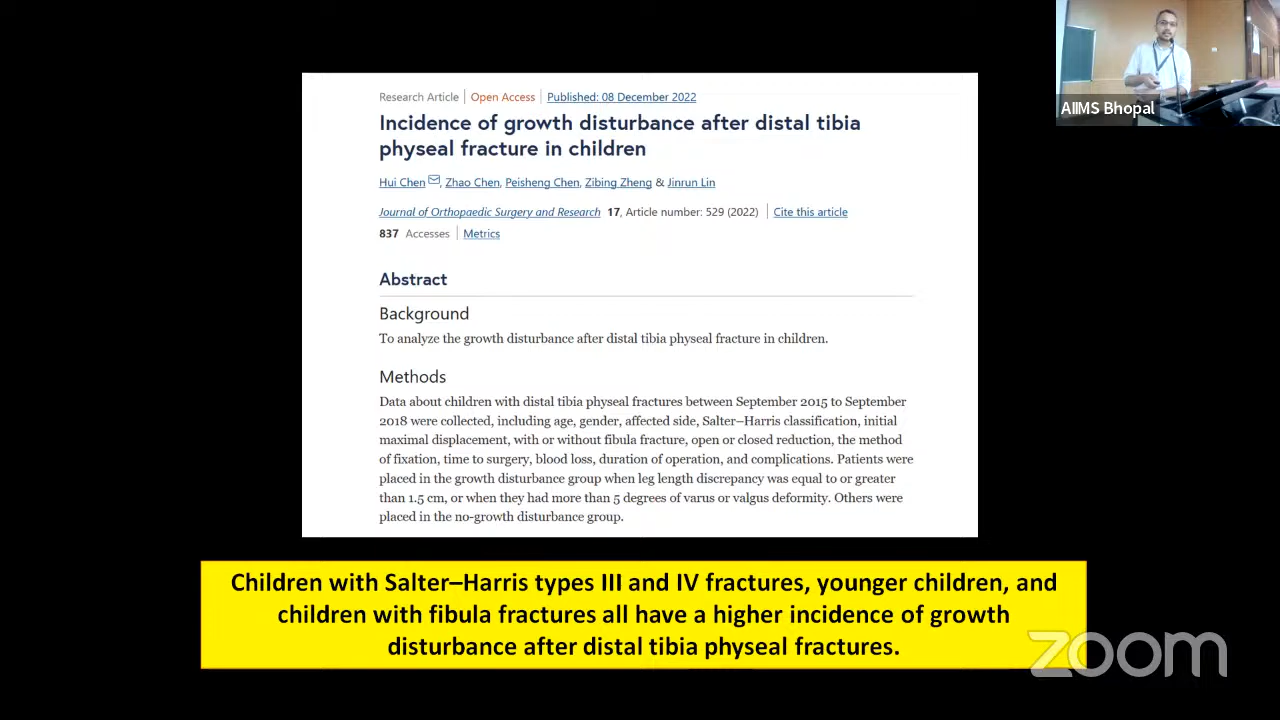 AIIMS Bhopal
Research Article | Open Access | Published: 08 December 2022
Incidence of growth disturbance after distal tibia
physeal fracture in children
Hui Chen, Zhao Chen, Peisheng Chen, Zibing Zheng & Jinrun Lin
Journal of Orthopaedic Surgery and Research 17, Article number: 529 (2022) | Cite this article
837 Accesses | Metrics
Abstract
Background
To analyze the growth disturbance after distal tibia physeal fracture in children.
Methods
Data about children with distal tibia physeal fractures between September 2015 to September
2018 were collected, including age, gender, affected side, Salter–Harris classification, initial
maximal displacement, with or without fibula fracture, open or closed reduction, the method
of fixation, time to surgery, blood loss, duration of operation, and complications. Patients were
placed in the growth disturbance group when leg length discrepancy was equal to or greater
than 1.5 cm, or when they had more than 5 degrees of varus or valgus deformity. Others were
placed in the no-growth disturbance group.
Children with Salter–Harris types III and IV fractures, younger children, and
children with fibula fractures all have a higher incidence of growth
disturbance after distal tibia physeal fractures.
zoom